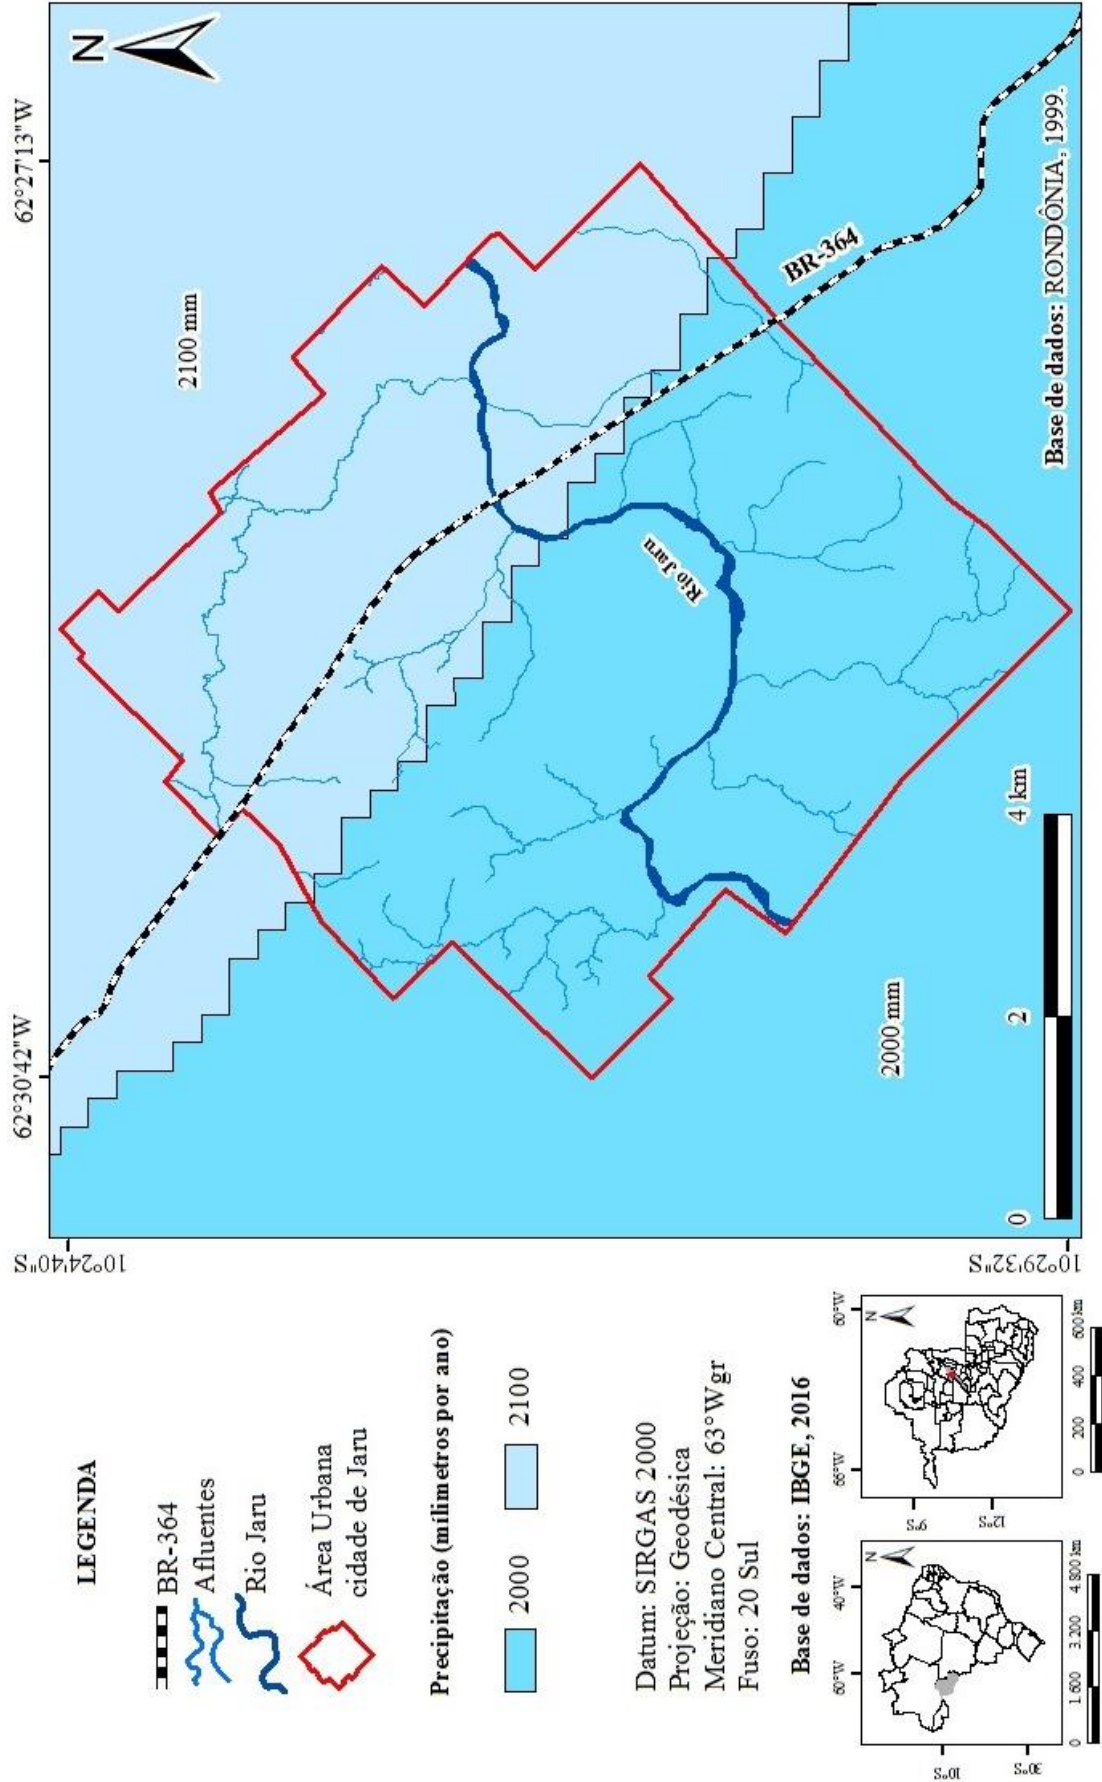 62°30'42"W
62°27'13"W
N
10°24'40"S
2100 mm
BR-364
Rio Jaru
2000 mm
0
2
4 km
Base de dados: RONDÔNIA, 1999.
10°29'32"S
LEGENDA
BR-364
Afluentes
Rio Jaru
Área Urbana
cidade de Jaru
Precipitação (milimetros por ano)
2000
2100
Datum: SIRGAS 2000
Projeção: Geodésica
Meridiano Central: 63°Wgr
Fuso: 20 Sul
Base de dados: IBGE, 2016
60°W
40°W
N
10°S
30°S
0
1.600
3.200
4.800 km
66°W
60°W
N
9°S
12°S
0
200
400
600 km